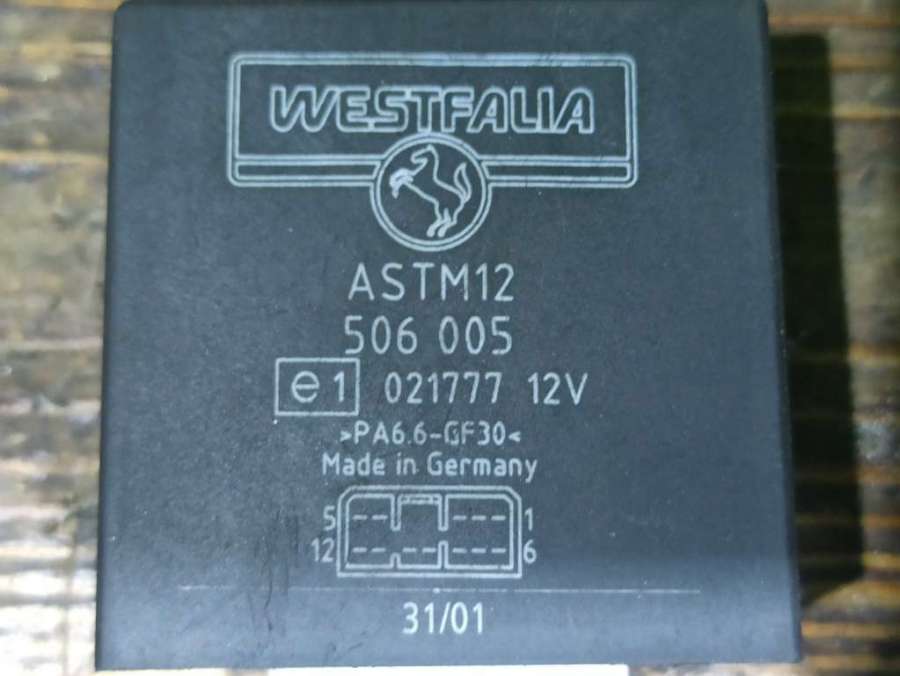 WESTFALIA
ASTM12
506 005
e1 021777 12V
>PA6.6-GF30<
Made in Germany
5 1
12 6
31/01